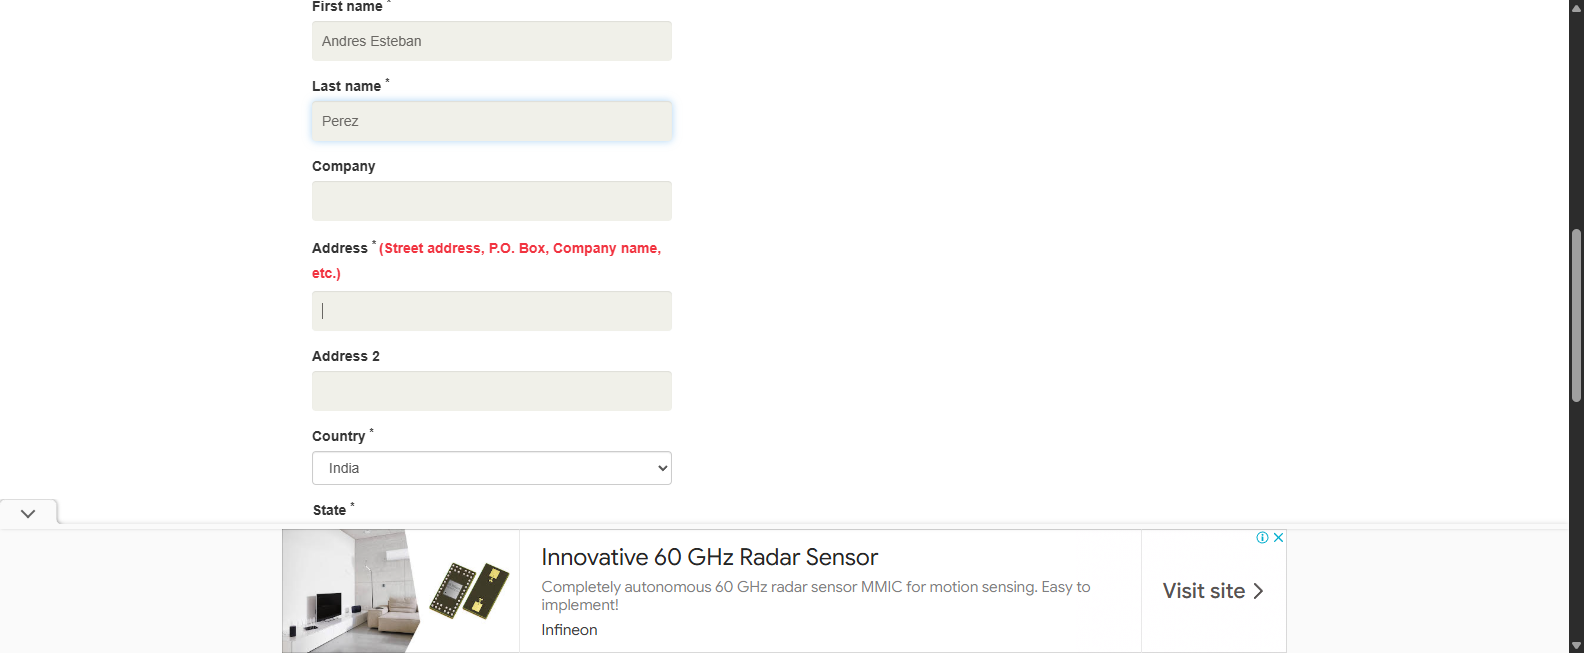 First name *
Andres Esteban
Last name *
Perez
Company
Address * (Street address, P.O. Box, Company name,
etc.)
Address 2
Country *
India
State *
Innovative 60 GHz Radar Sensor
Completely autonomous 60 GHz radar sensor MMIC for motion sensing. Easy to
implement!
Infineon
Visit site